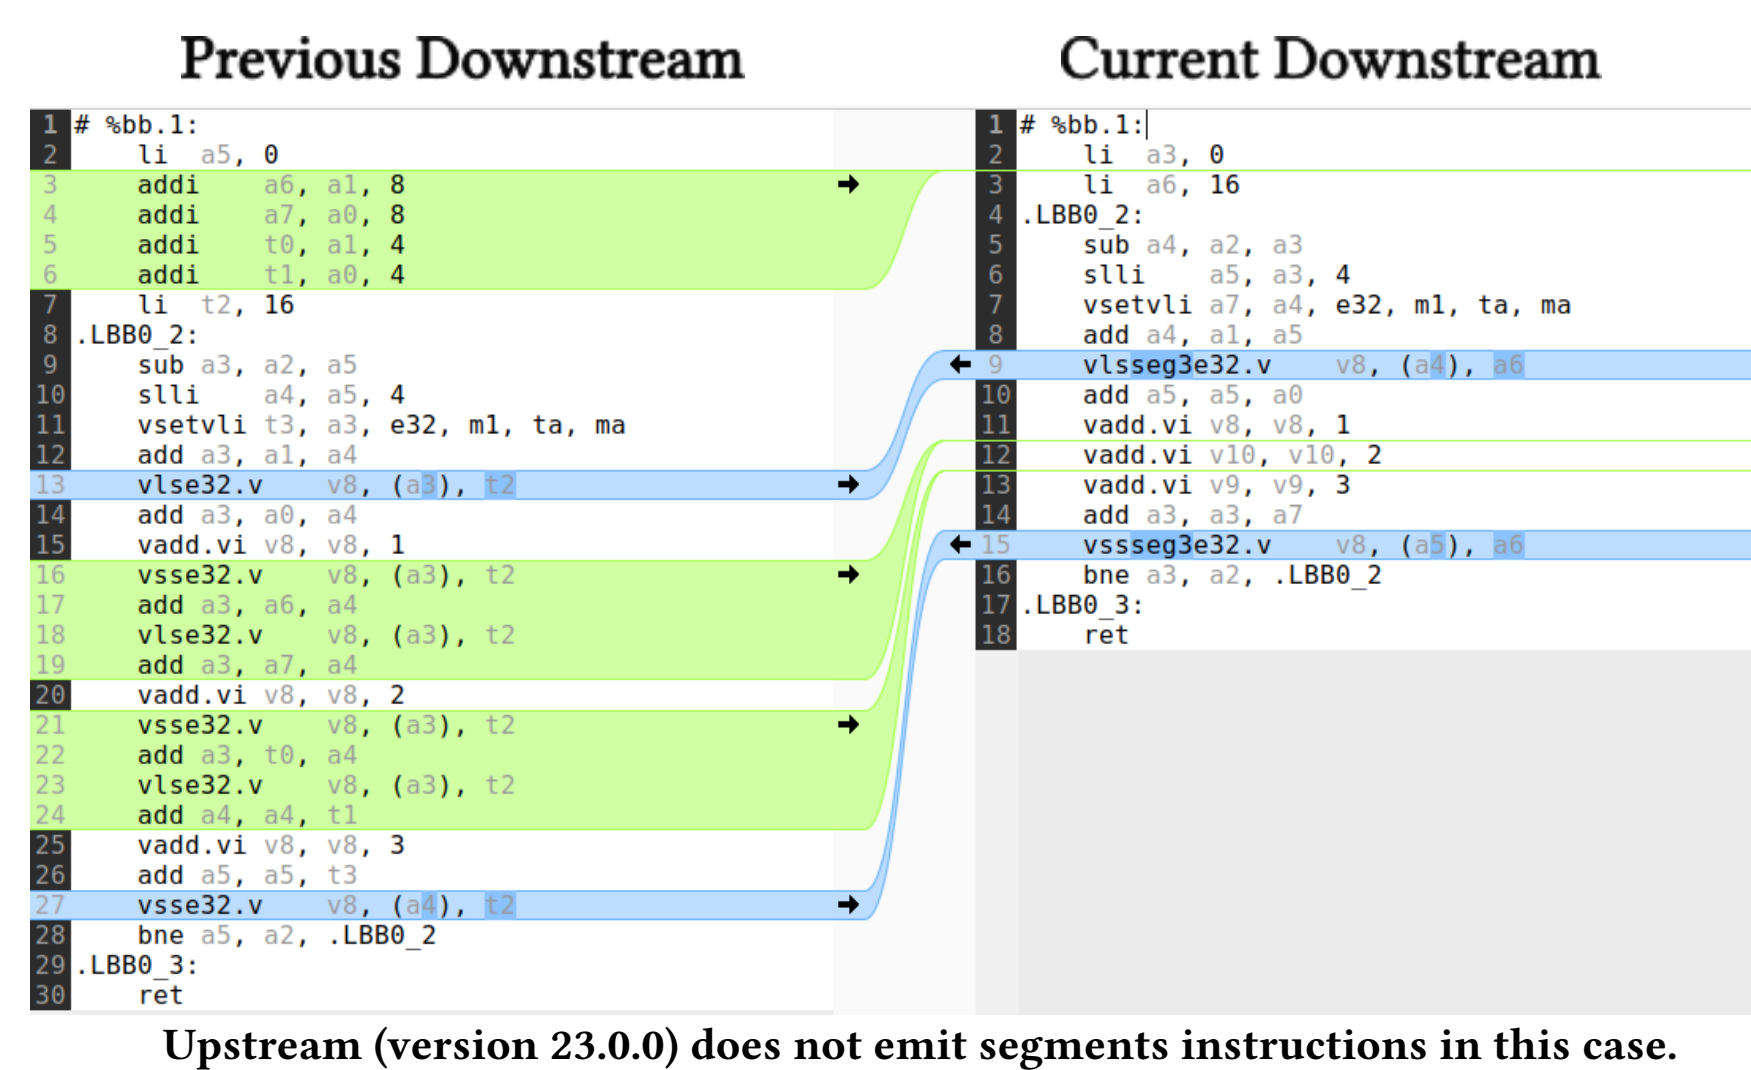 Previous Downstream
1 # %bb.1:
2 li a5, 0
3 addi a6, a1, 8
4 addi a7, a0, 8
5 addi t0, a1, 4
6 addi t1, a0, 4
7 li t2, 16
8 .LBB0_2:
9 sub a3, a2, a5
10 slli a4, a5, 4
11 vsetvli t3, a3, e32, m1, ta, ma
12 add a3, a1, a4
13 vlse32.v v8, (a3), t2
14 add a3, a0, a4
15 vadd.vi v8, v8, 1
16 vsse32.v v8, (a3), t2
17 add a3, a6, a4
18 vlse32.v v8, (a3), t2
19 add a3, a7, a4
20 vadd.vi v8, v8, 2
21 vsse32.v v8, (a3), t2
22 add a3, t0, a4
23 vlse32.v v8, (a3), t2
24 add a4, a4, t1
25 vadd.vi v8, v8, 3
26 add a5, a5, t3
27 vsse32.v v8, (a4), t2
28 bne a5, a2, .LBB0_2
29 .LBB0_3:
30 ret
Current Downstream
1 # %bb.1:
2 li a3, 0
3 li a6, 16
4 .LBB0_2:
5 sub a4, a2, a3
6 slli a5, a3, 4
7 vsetvli a7, a4, e32, m1, ta, ma
8 add a4, a1, a5
9 vlsseg3e32.v v8, (a4), a6
10 add a5, a5, a0
11 vadd.vi v8, v8, 1
12 vadd.vi v10, v10, 2
13 vadd.vi v9, v9, 3
14 add a3, a3, a7
15 vssseg3e32.v v8, (a5), a6
16 bne a3, a2, .LBB0_2
17 .LBB0_3:
18 ret
Upstream (version 23.0.0) does not emit segments instructions in this case.